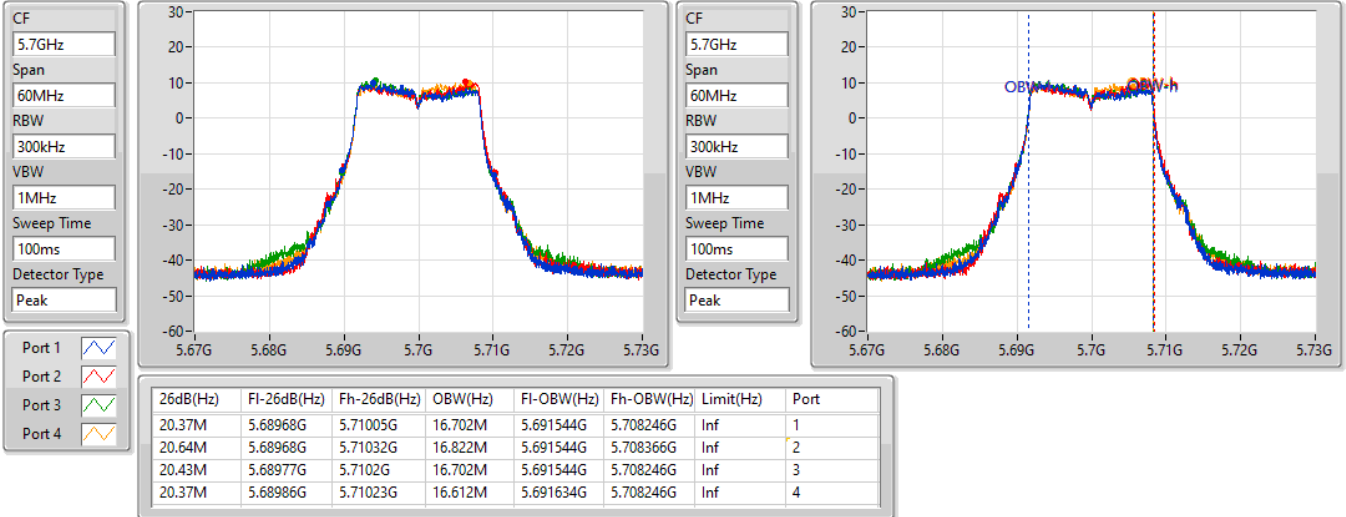 CF
5.7GHz
Span
60MHz
RBW
300kHz
VBW
1MHz
Sweep Time
100ms
Detector Type
Peak
30
20
10
0
-10
-20
-30
-40
-50
-60
5.67G 5.68G 5.69G 5.7G 5.71G 5.72G 5.73G
CF
5.7GHz
Span
60MHz
RBW
300kHz
VBW
1MHz
Sweep Time
100ms
Detector Type
Peak
30
20
10
0
-10
-20
-30
-40
-50
-60
OBW-h
5.67G 5.68G 5.69G 5.7G 5.71G 5.72G 5.73G
Port 1
Port 2
Port 3
Port 4
26dB(Hz) Fl-26dB(Hz) Fh-26dB(Hz) OBW(Hz) Fl-OBW(Hz) Fh-OBW(Hz) Limit(Hz) Port
20.37M 5.68968G 5.71005G 16.702M 5.691544G 5.708246G Inf 1
20.64M 5.68968G 5.71032G 16.822M 5.691544G 5.708366G Inf 2
20.43M 5.68977G 5.7102G 16.702M 5.691544G 5.708246G Inf 3
20.37M 5.68986G 5.71023G 16.612M 5.691634G 5.708246G Inf 4